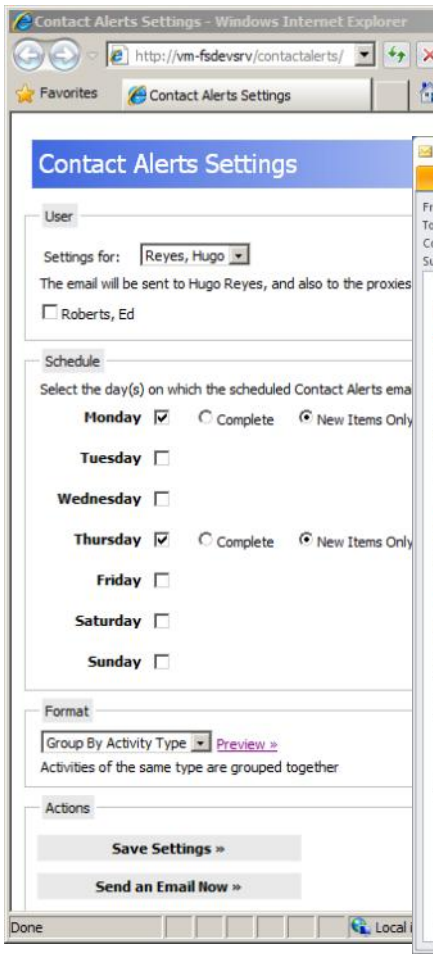 Contact Alerts Settings - Windows Internet Explorer
http://vm-fsdevsrv/contactalerts/
Favorites Contact Alerts Settings
Contact Alerts Settings
User
Settings for: Reyes, Hugo
The email will be sent to Hugo Reyes, and also to the proxies
Roberts, Ed
Schedule
Select the day(s) on which the scheduled Contact Alerts ema
Monday Complete New Items Only
Tuesday
Wednesday
Thursday Complete New Items Only
Friday
Saturday
Sunday
Format
Group By Activity Type Preview »
Activities of the same type are grouped together
Actions
Save Settings »
Send an Email Now »
Done Local i
Fr
To
Su